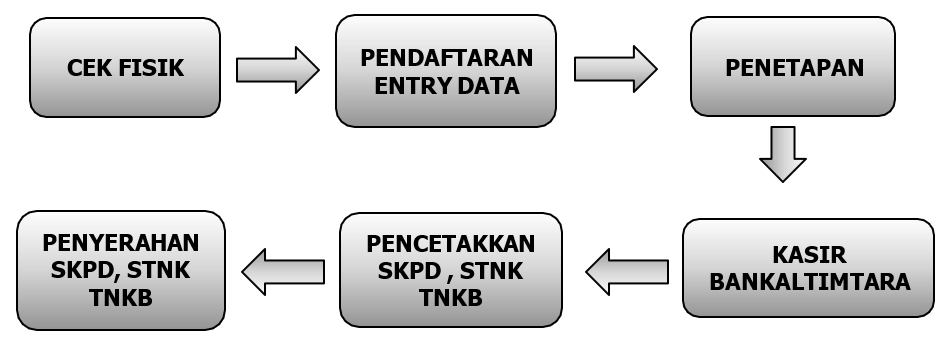 CEK FISIK
PENDAFTARAN
ENTRY DATA
PENETAPAN
KASIR
BANKALTIMTARA
PENCETAKKAN
SKPD , STNK
TNKB
PENYERAHAN
SKPD, STNK
TNKB